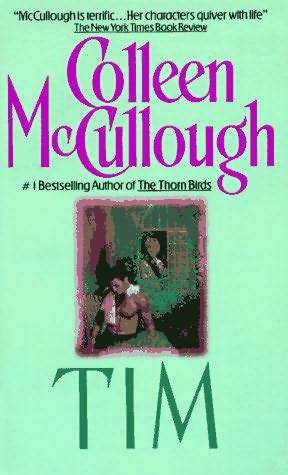 “McCullough is terrific...Her characters quiver with life”
The New York Times Book Review
Colleen
McCullough
#1 Bestselling Author of The Thorn Birds
TIM